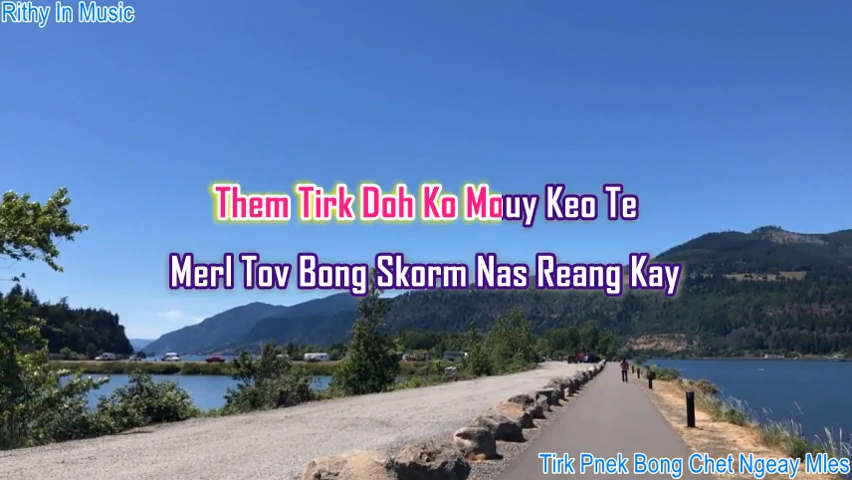 Rithy In Music
Them Tirk Doh Ko Mouy Keo Te
Merl Tov Bong Skorm Nas Reang Kay
Tirk Pnek Bong Chet Ngeay Mles